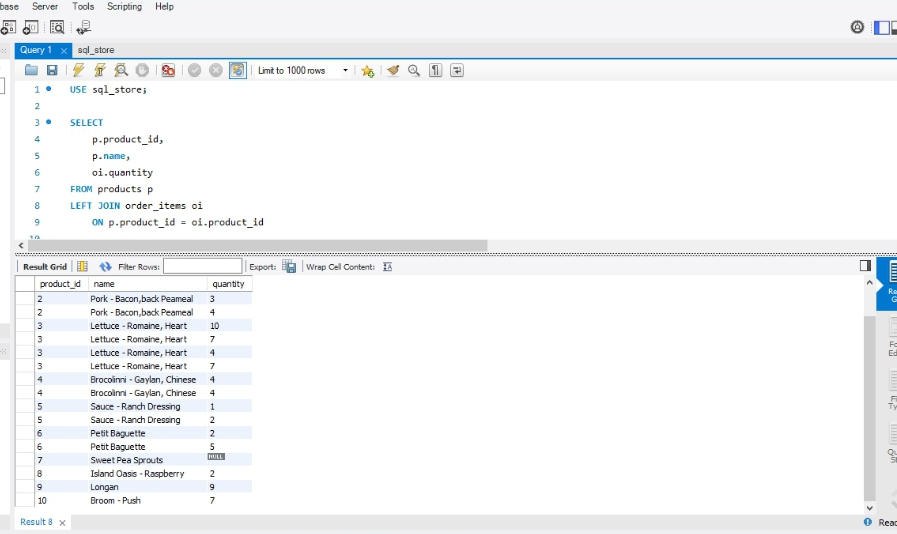 base Server Tools Scripting Help
Query 1 × sql_store
Limit to 1000 rows
1 USE sql_store;
2
3 SELECT
4 p.product_id,
5 p.name,
6 oi.quantity
7 FROM products p
8 LEFT JOIN order_items oi
9 ON p.product_id = oi.product_id
10
Result Grid Filter Rows: Export: Wrap Cell Content:
product_id name quantity
2 Pork - Bacon,back Peameal 3
2 Pork - Bacon,back Peameal 4
3 Lettuce - Romaine, Heart 10
3 Lettuce - Romaine, Heart 7
3 Lettuce - Romaine, Heart 4
3 Lettuce - Romaine, Heart 7
4 Brocolinni - Gaylan, Chinese 4
4 Brocolinni - Gaylan, Chinese 4
5 Sauce - Ranch Dressing 1
5 Sauce - Ranch Dressing 2
6 Petit Baguette 2
6 Petit Baguette 5
7 Sweet Pea Sprouts NULL
8 Island Oasis - Raspberry 2
9 Longan 9
10 Broom - Push 7
Result 8 ×
Read